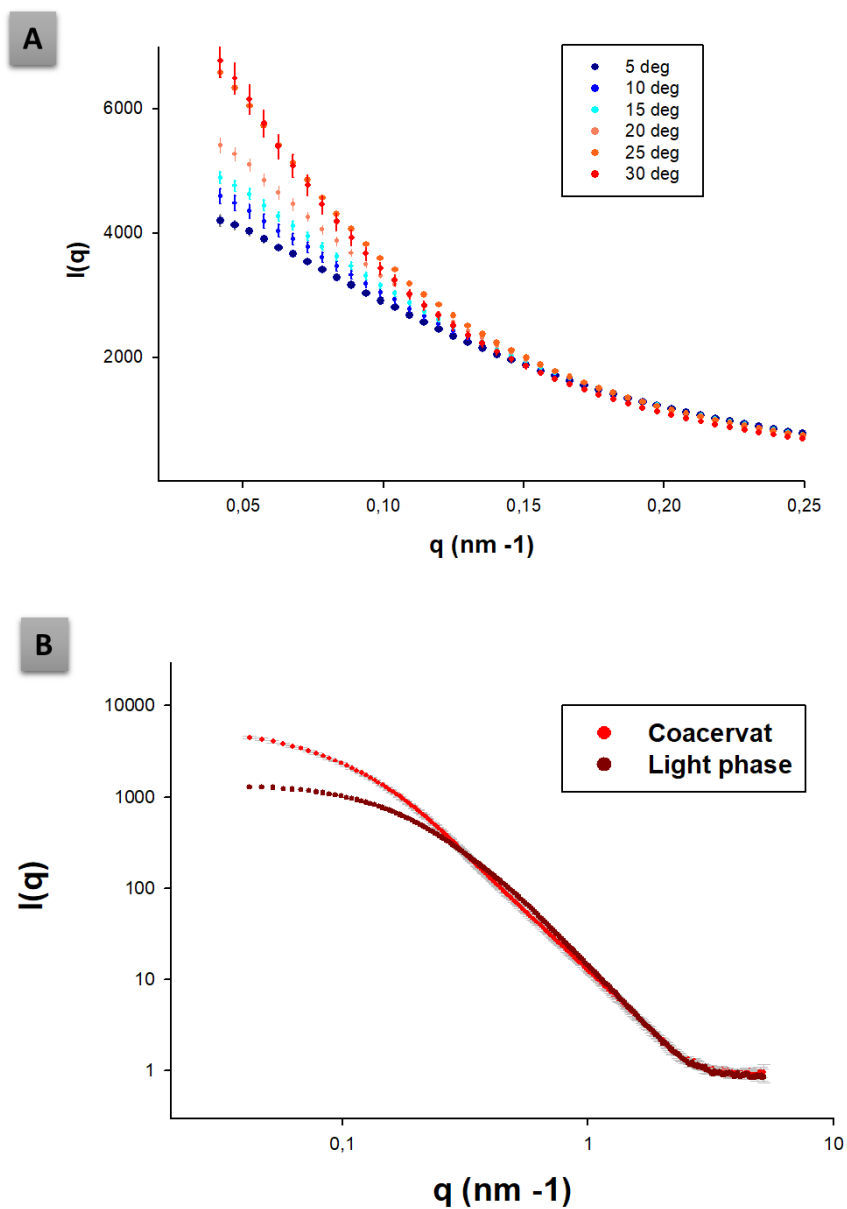 A
5 deg
10 deg
15 deg
20 deg
25 deg
30 deg
6000
4000
2000
I(q)
0,05 0,10 0,15 0,20 0,25
q (nm -1)
B
10000
1000
100
10
1
Coacervat
Light phase
I(q)
0,1 1 10
q (nm -1)